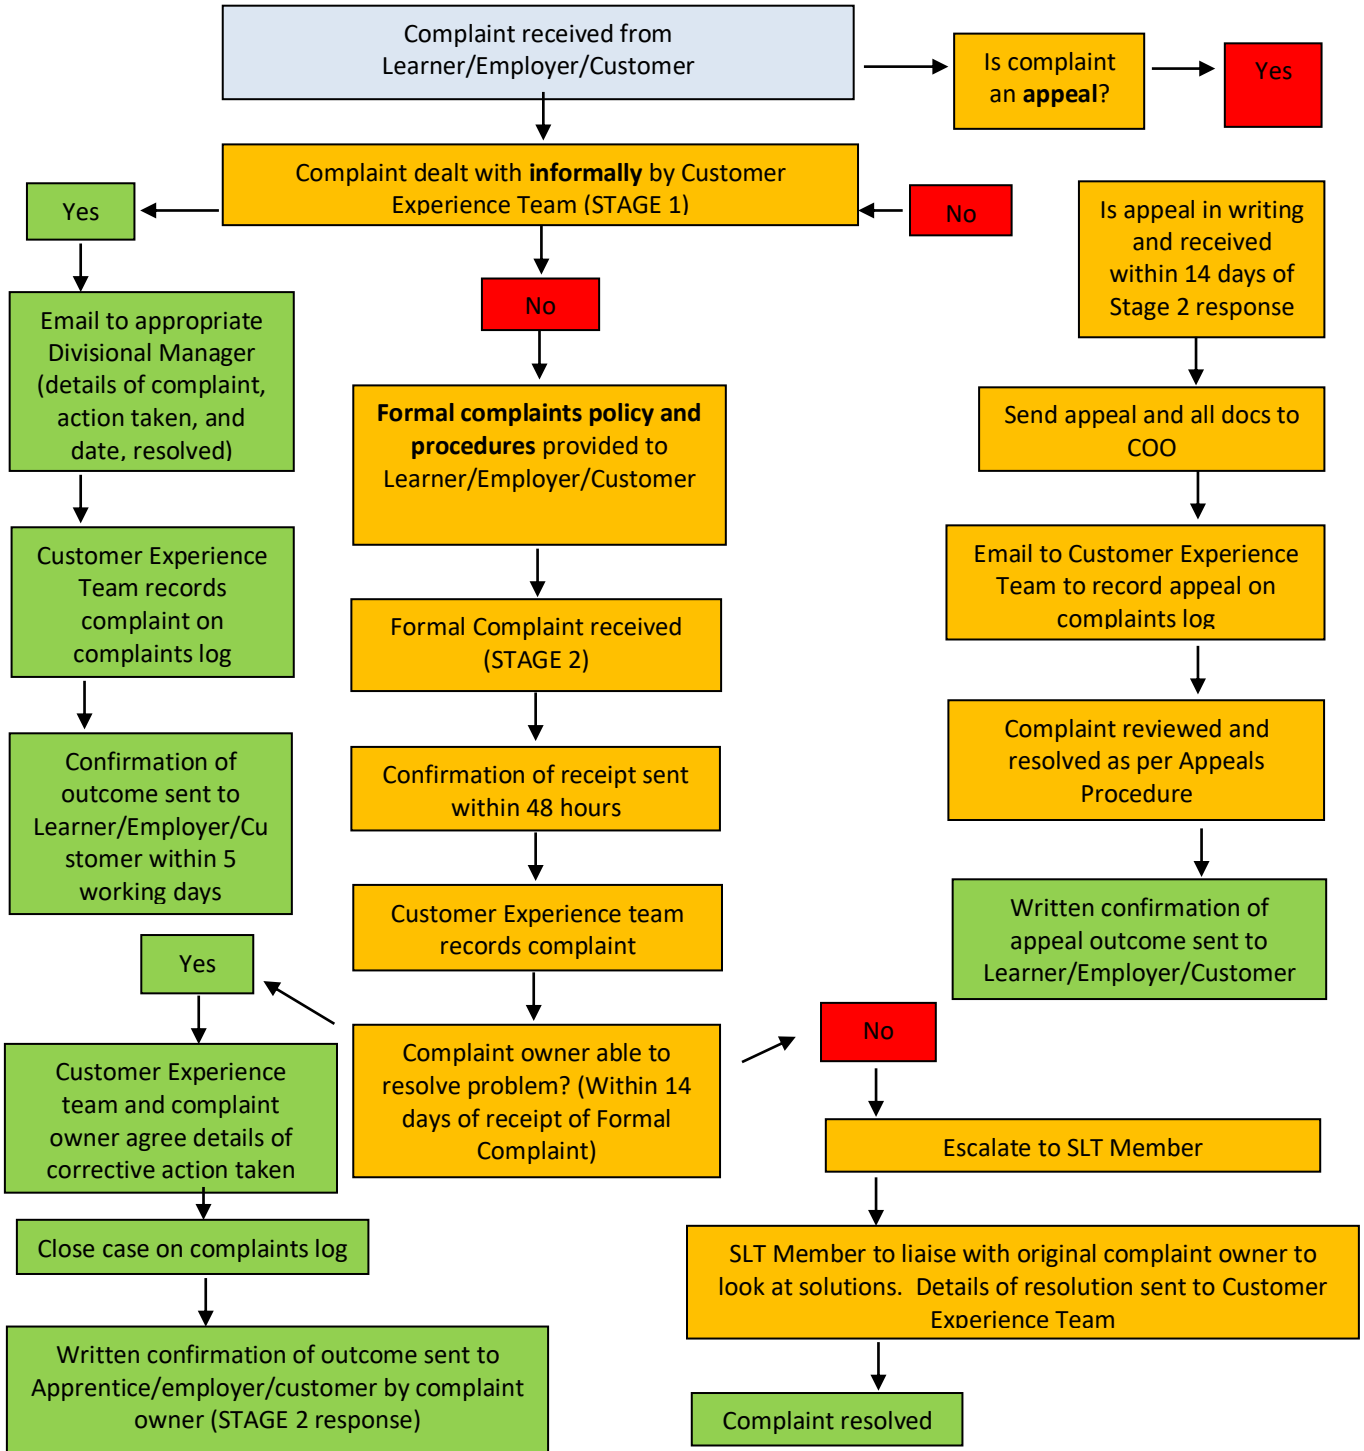 Complaint received from
Learner/Employer/Customer
Is complaint
an appeal?
Yes
Complaint dealt with informally by Customer
Experience Team (STAGE 1)
Yes
No
Is appeal in writing
and received
within 14 days of
Stage 2 response
No
Email to appropriate
Divisional Manager
(details of complaint,
action taken, and
date, resolved)
Formal complaints policy and
procedures provided to
Learner/Employer/Customer
Send appeal and all docs to
COO
Customer Experience
Team records
complaint on
complaints log
Email to Customer Experience
Team to record appeal on
complaints log
Formal Complaint received
(STAGE 2)
Confirmation of
outcome sent to
Learner/Employer/Cu
stomer within 5
working days
Confirmation of receipt sent
within 48 hours
Complaint reviewed and
resolved as per Appeals
Procedure
Customer Experience team
records complaint
Written confirmation of
appeal outcome sent to
Learner/Employer/Customer
Yes
Complaint owner able to
resolve problem? (Within 14
days of receipt of Formal
Complaint)
No
Customer Experience
team and complaint
owner agree details of
corrective action taken
Escalate to SLT Member
Close case on complaints log
SLT Member to liaise with original complaint owner to
look at solutions.  Details of resolution sent to Customer
Experience Team
Written confirmation of outcome sent to
Apprentice/employer/customer by complaint
owner (STAGE 2 response)
Complaint resolved